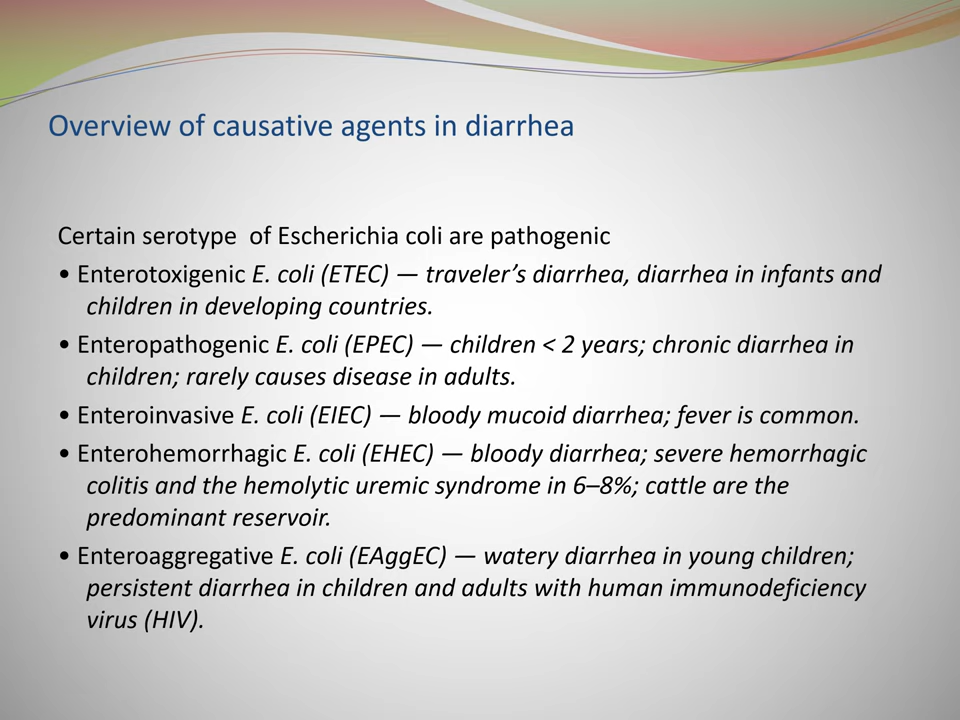 Overview of causative agents in diarrhea
Certain serotype  of Escherichia coli are pathogenic
• Enterotoxigenic E. coli (ETEC) — traveler’s diarrhea, diarrhea in infants and
children in developing countries.
• Enteropathogenic E. coli (EPEC) — children < 2 years; chronic diarrhea in
children; rarely causes disease in adults.
• Enteroinvasive E. coli (EIEC) — bloody mucoid diarrhea; fever is common.
• Enterohemorrhagic E. coli (EHEC) — bloody diarrhea; severe hemorrhagic
colitis and the hemolytic uremic syndrome in 6–8%; cattle are the
predominant reservoir.
• Enteroaggregative E. coli (EAggEC) — watery diarrhea in young children;
persistent diarrhea in children and adults with human immunodeficiency
virus (HIV).